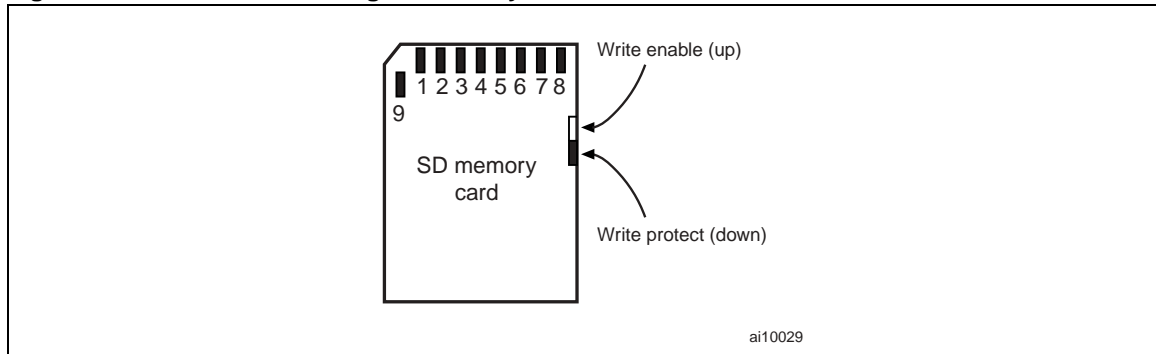 Write enable (up)
1 2 3 4 5 6 7 8
9
SD memory
card
Write protect (down)
ai10029